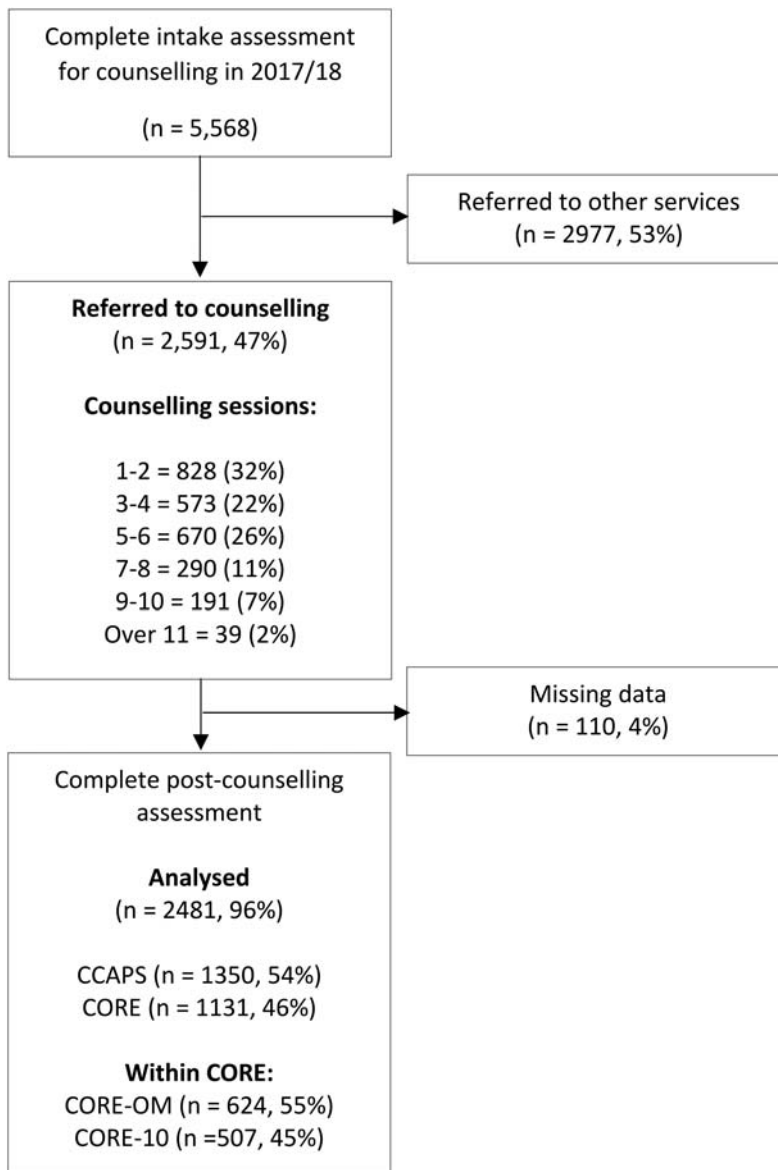 Complete intake assessment
for counselling in 2017/18
(n = 5,568)
Referred to other services
(n = 2977, 53%)
Referred to counselling
(n = 2,591, 47%)
Counselling sessions:
1-2 = 828 (32%)
3-4 = 573 (22%)
5-6 = 670 (26%)
7-8 = 290 (11%)
9-10 = 191 (7%)
Over 11 = 39 (2%)
Missing data
(n = 110, 4%)
Complete post-counselling
assessment
Analysed
(n = 2481, 96%)
CCAPS (n = 1350, 54%)
CORE (n = 1131, 46%)
Within CORE:
CORE-OM (n = 624, 55%)
CORE-10 (n =507, 45%)